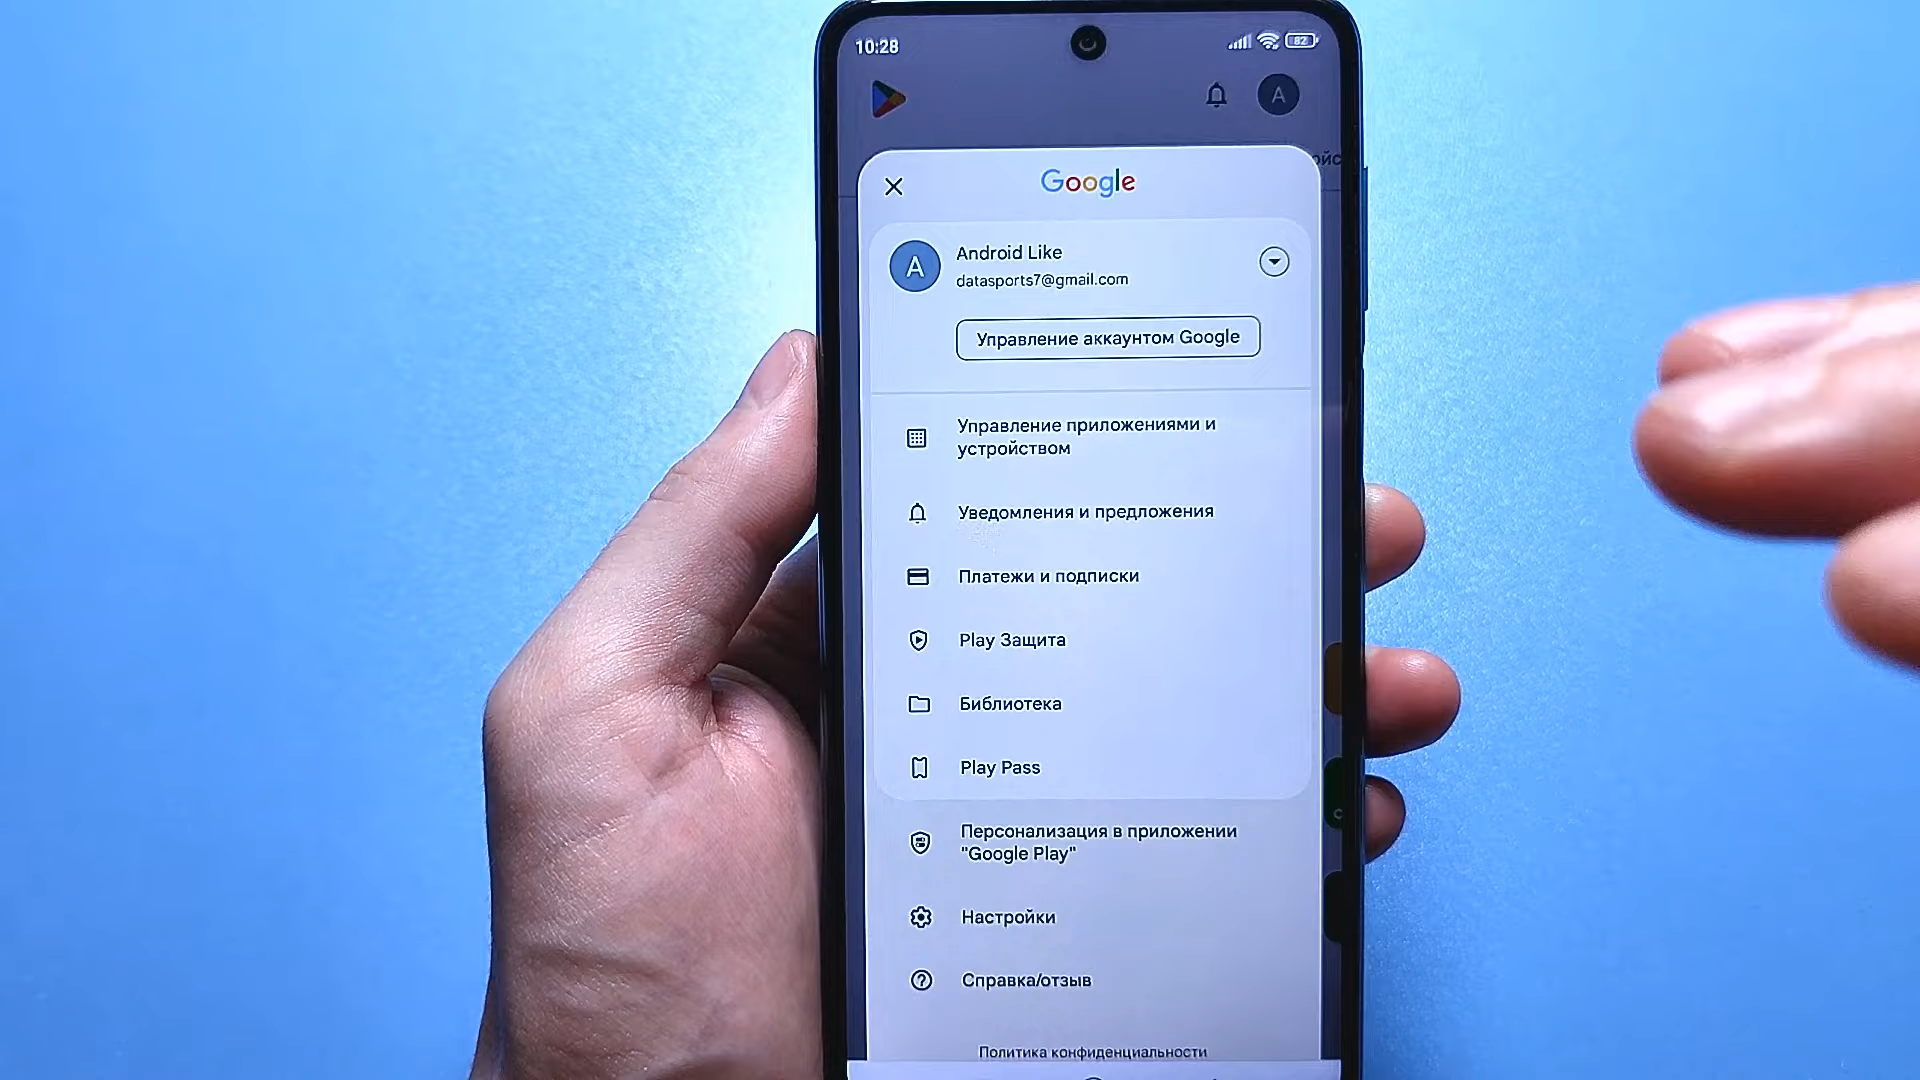 10:28
82
A
Google
A
Android Like
datasports7@gmail.com
Управление аккаунтом Google
Управление приложениями и
устройством
Уведомления и предложения
Платежи и подписки
Play Защита
Библиотека
Play Pass
Персонализация в приложении
"Google Play"
Настройки
Справка/отзыв
Политика конфиденциальности